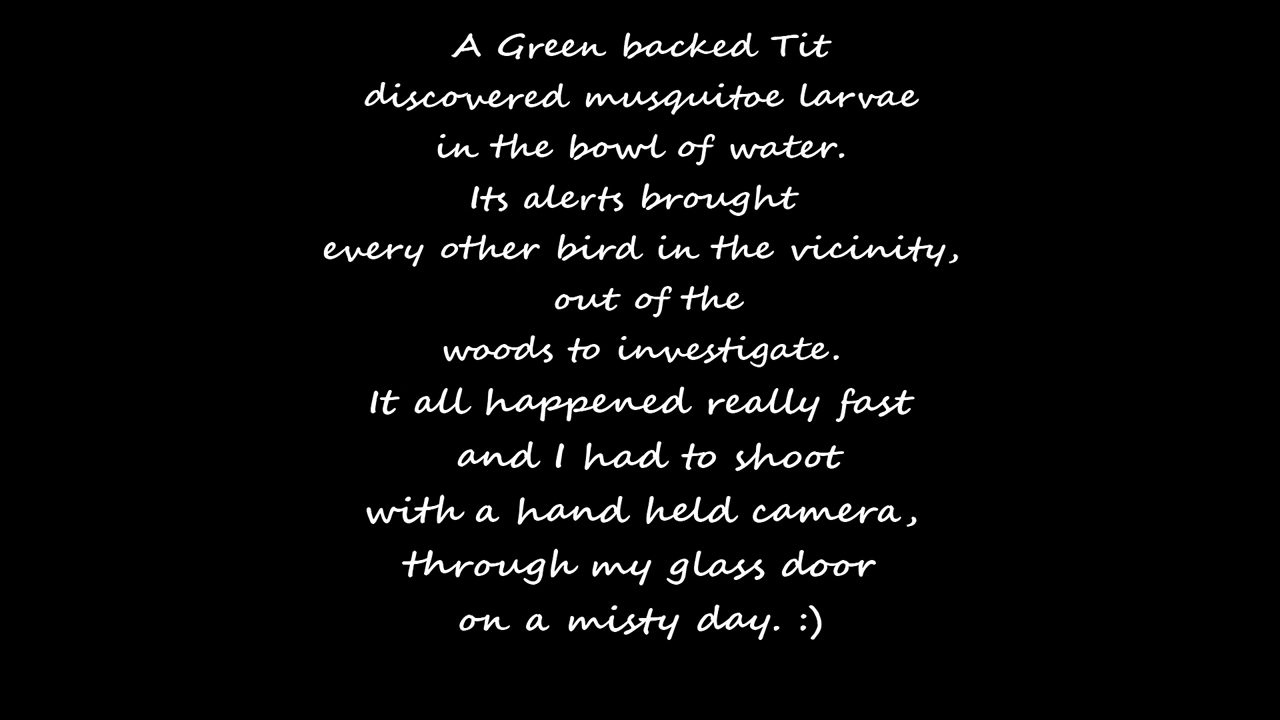 A Green backed Tit
discovered musquitoe larvae
in the bowl of water.
Its alerts brought
every other bird in the vicinity,
out of the
woods to investigate.
It all happened really fast
and I had to shoot
with a hand held camera,
through my glass door
on a misty day. :)